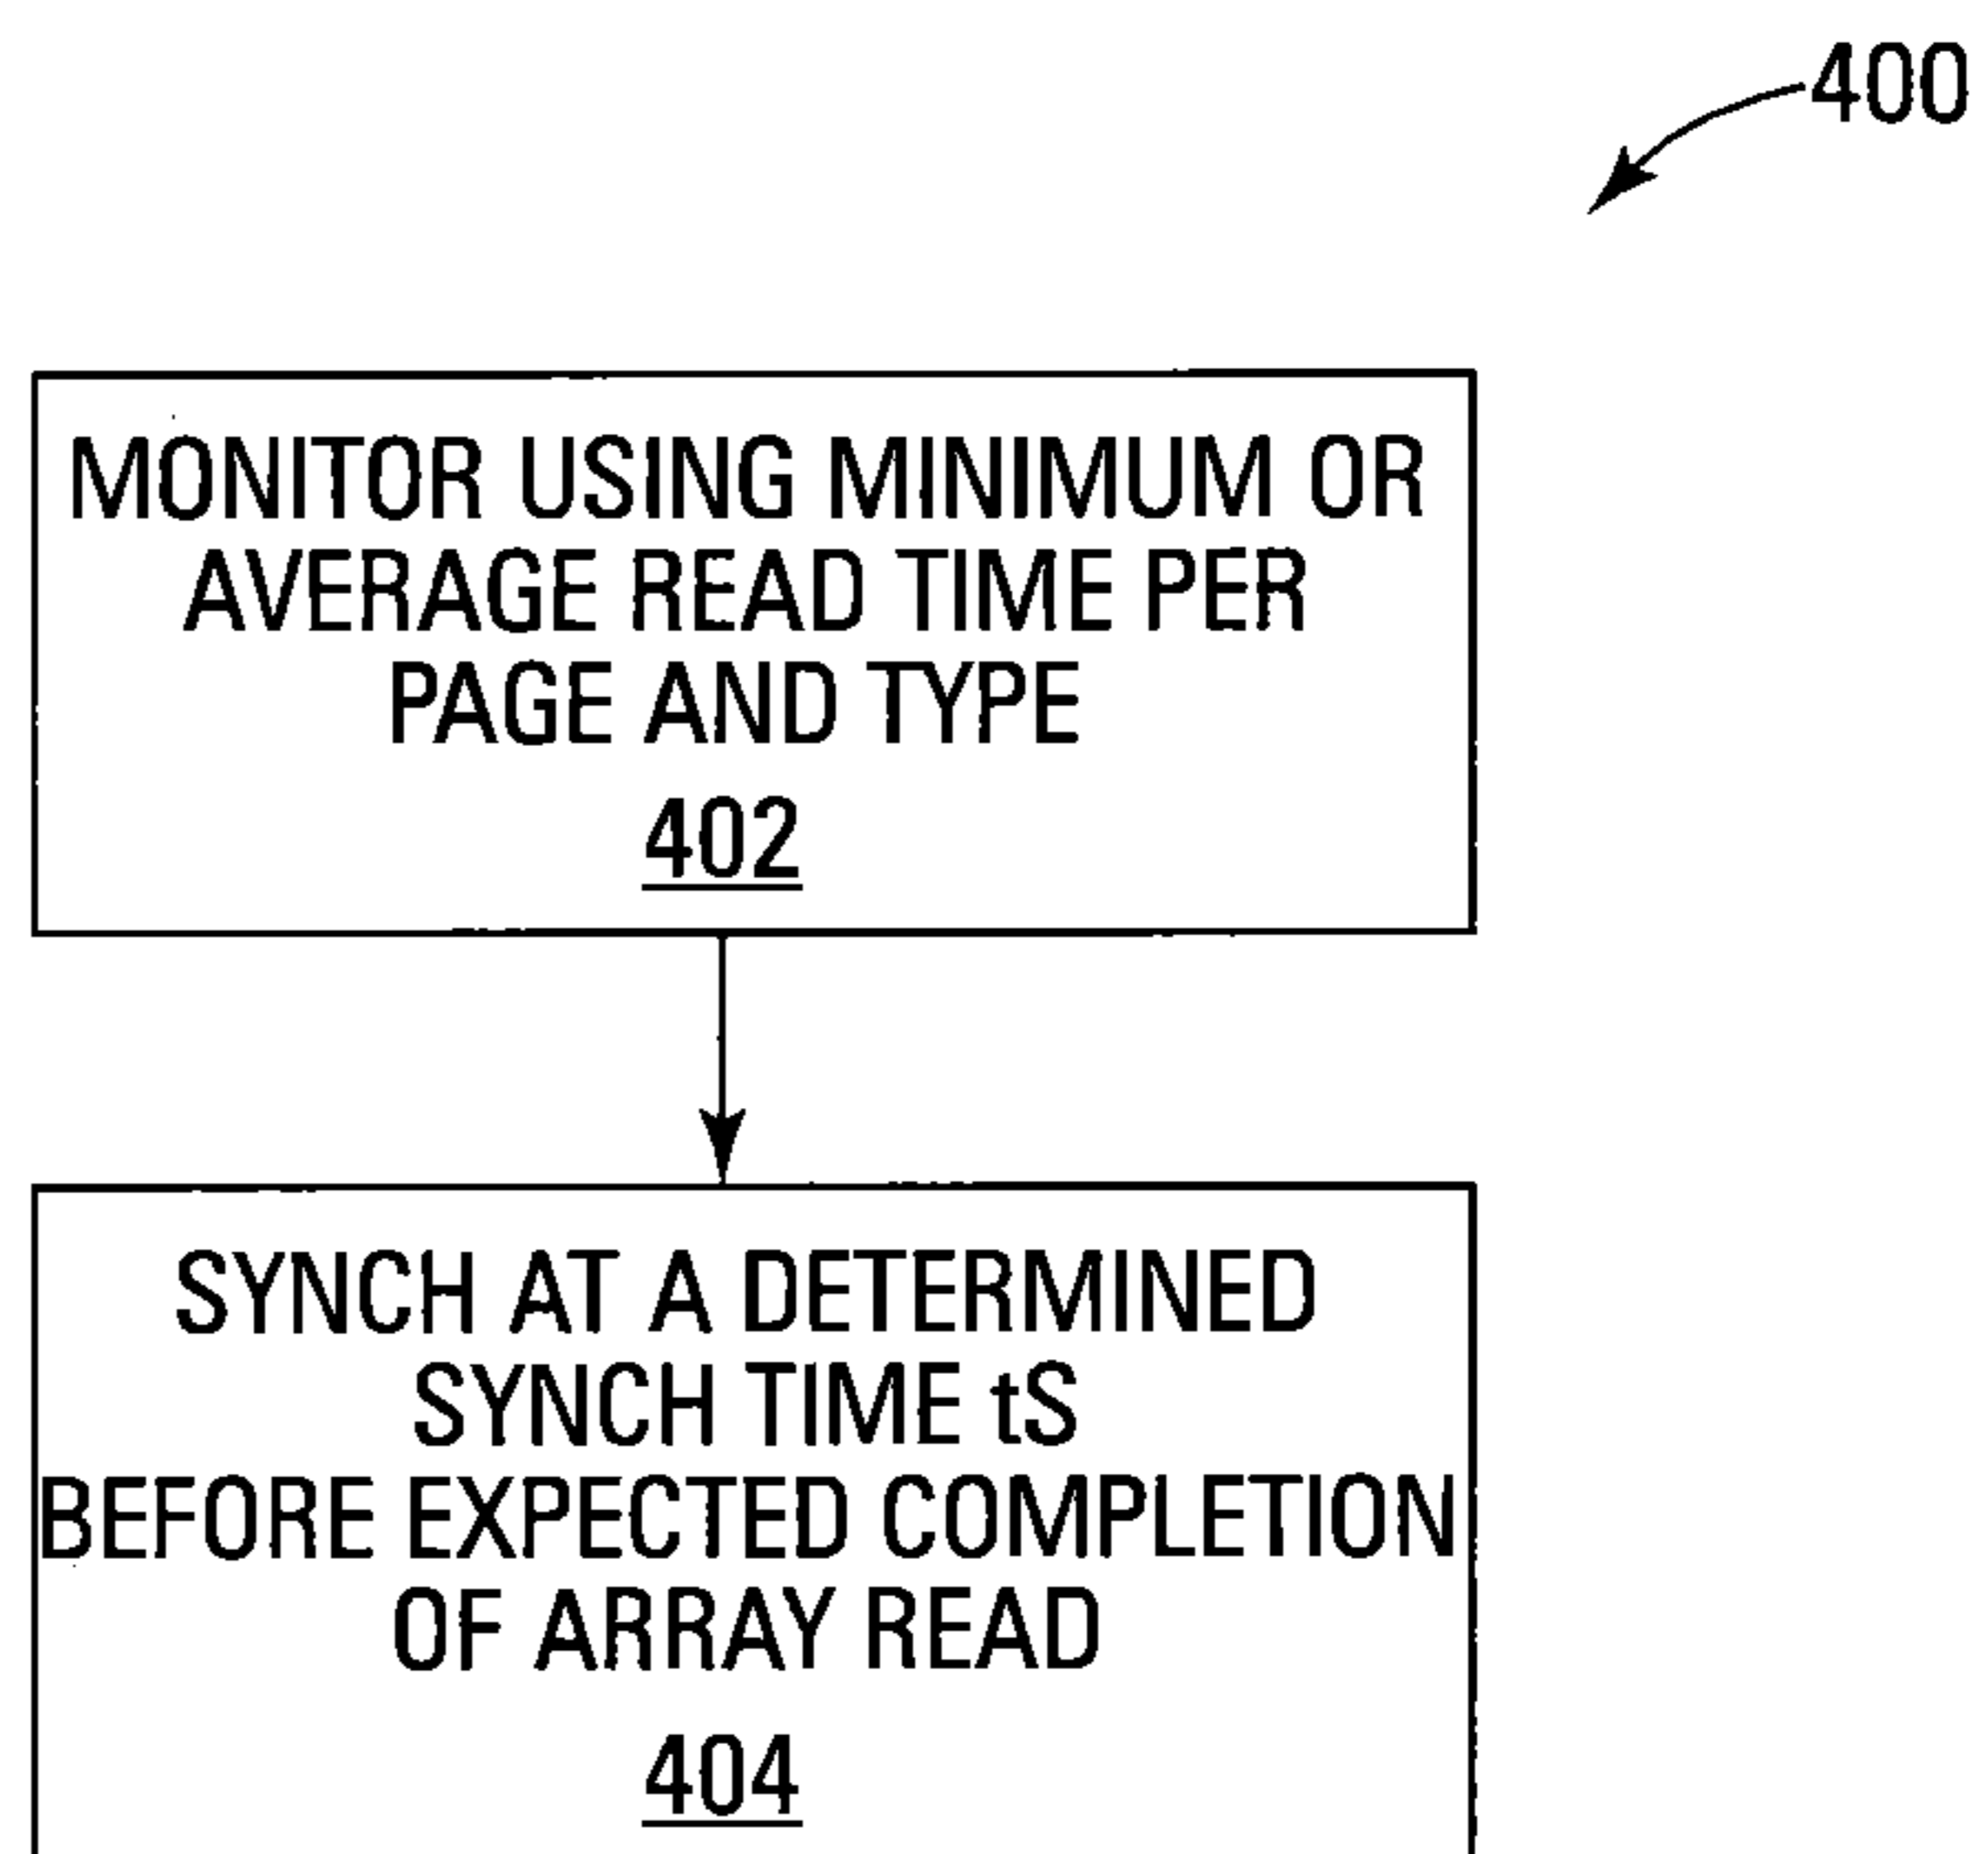 400
MONITOR USING MINIMUM OR
AVERAGE READ TIME PER
PAGE AND TYPE
402
SYNCH AT A DETERMINED
SYNCH TIME tS
BEFORE EXPECTED COMPLETION
OF ARRAY READ
404